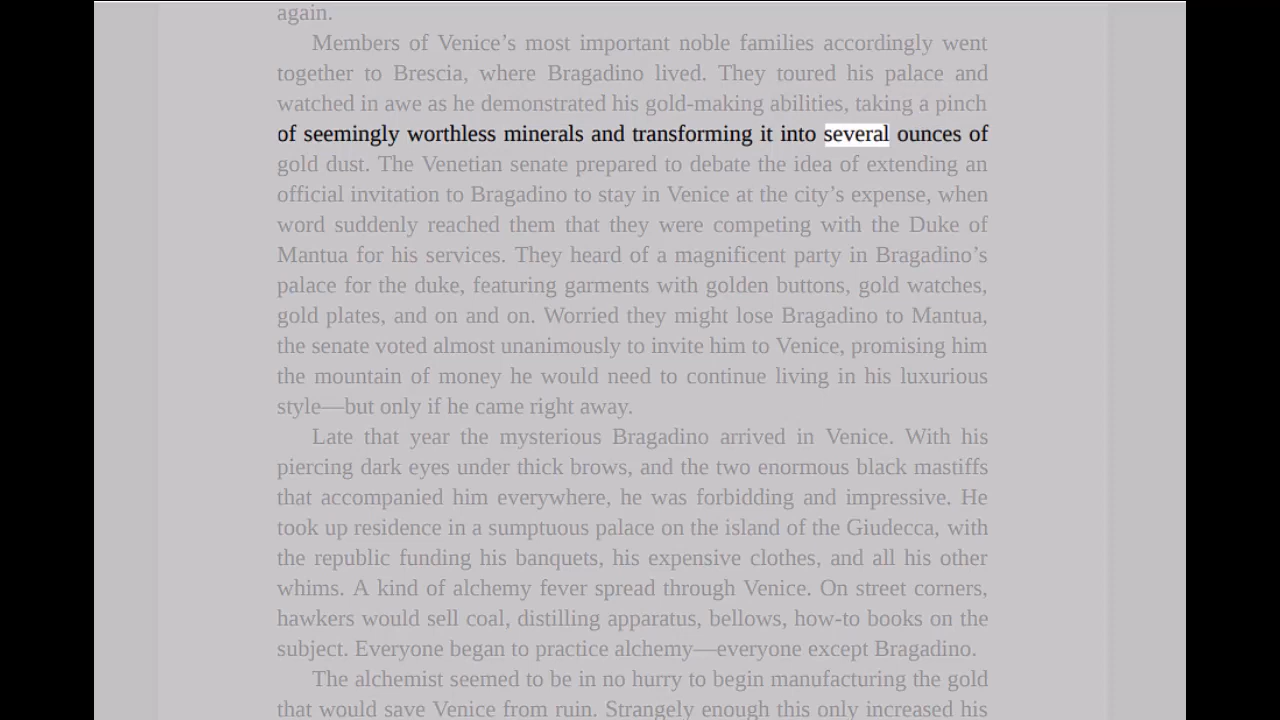 again.
Members of Venice’s most important noble families accordingly went
together to Brescia, where Bragadino lived. They toured his palace and
watched in awe as he demonstrated his gold-making abilities, taking a pinch
of seemingly worthless minerals and transforming it into several ounces of
gold dust. The Venetian senate prepared to debate the idea of extending an
official invitation to Bragadino to stay in Venice at the city’s expense, when
word suddenly reached them that they were competing with the Duke of
Mantua for his services. They heard of a magnificent party in Bragadino’s
palace for the duke, featuring garments with golden buttons, gold watches,
gold plates, and on and on. Worried they might lose Bragadino to Mantua,
the senate voted almost unanimously to invite him to Venice, promising him
the mountain of money he would need to continue living in his luxurious
style—but only if he came right away.
Late that year the mysterious Bragadino arrived in Venice. With his
piercing dark eyes under thick brows, and the two enormous black mastiffs
that accompanied him everywhere, he was forbidding and impressive. He
took up residence in a sumptuous palace on the island of the Giudecca, with
the republic funding his banquets, his expensive clothes, and all his other
whims. A kind of alchemy fever spread through Venice. On street corners,
hawkers would sell coal, distilling apparatus, bellows, how-to books on the
subject. Everyone began to practice alchemy—everyone except Bragadino.
The alchemist seemed to be in no hurry to begin manufacturing the gold
that would save Venice from ruin. Strangely enough this only increased his